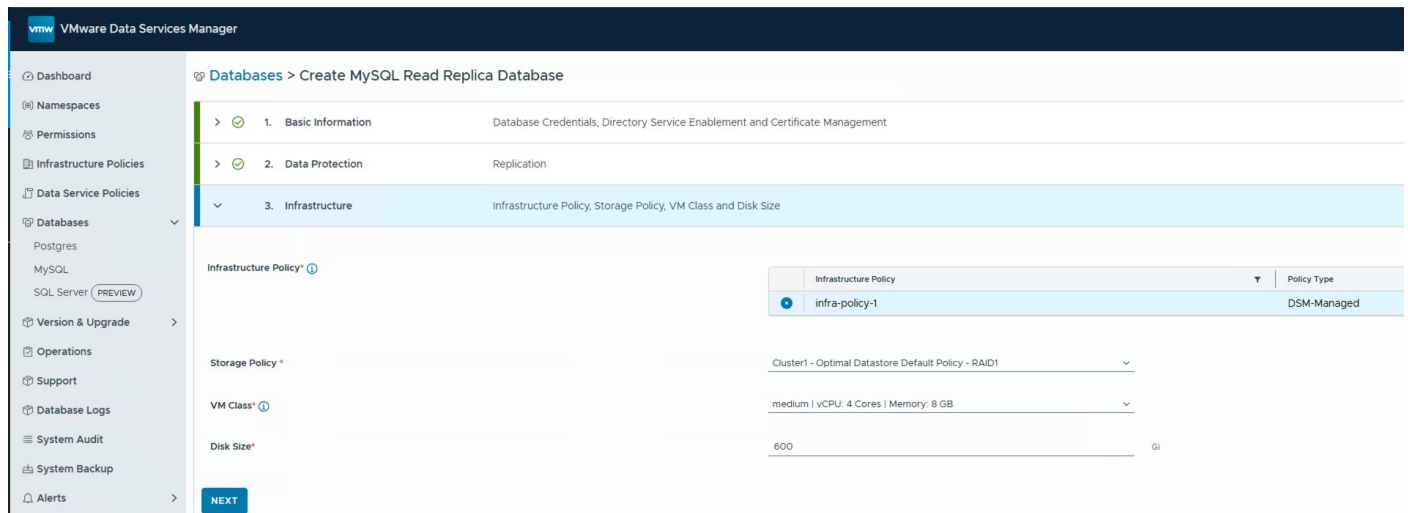 vmw VMware Data Services Manager
Dashboard
Namespaces
Permissions
Infrastructure Policies
Data Service Policies
Databases
Postgres
MySQL
SQL Server PREVIEW
Version & Upgrade
Operations
Support
Database Logs
System Audit
System Backup
Alerts
Databases > Create MySQL Read Replica Database
1. Basic Information Database Credentials, Directory Service Enablement and Certificate Management
2. Data Protection Replication
3. Infrastructure Infrastructure Policy, Storage Policy, VM Class and Disk Size
Infrastructure Policy*
Infrastructure Policy Policy Type
infra-policy-1 DSM-Managed
Storage Policy * Cluster1 - Optimal Datastore Default Policy - RAID1
VM Class* medium | vCPU: 4 Cores | Memory: 8 GB
Disk Size* 600 Gi
NEXT